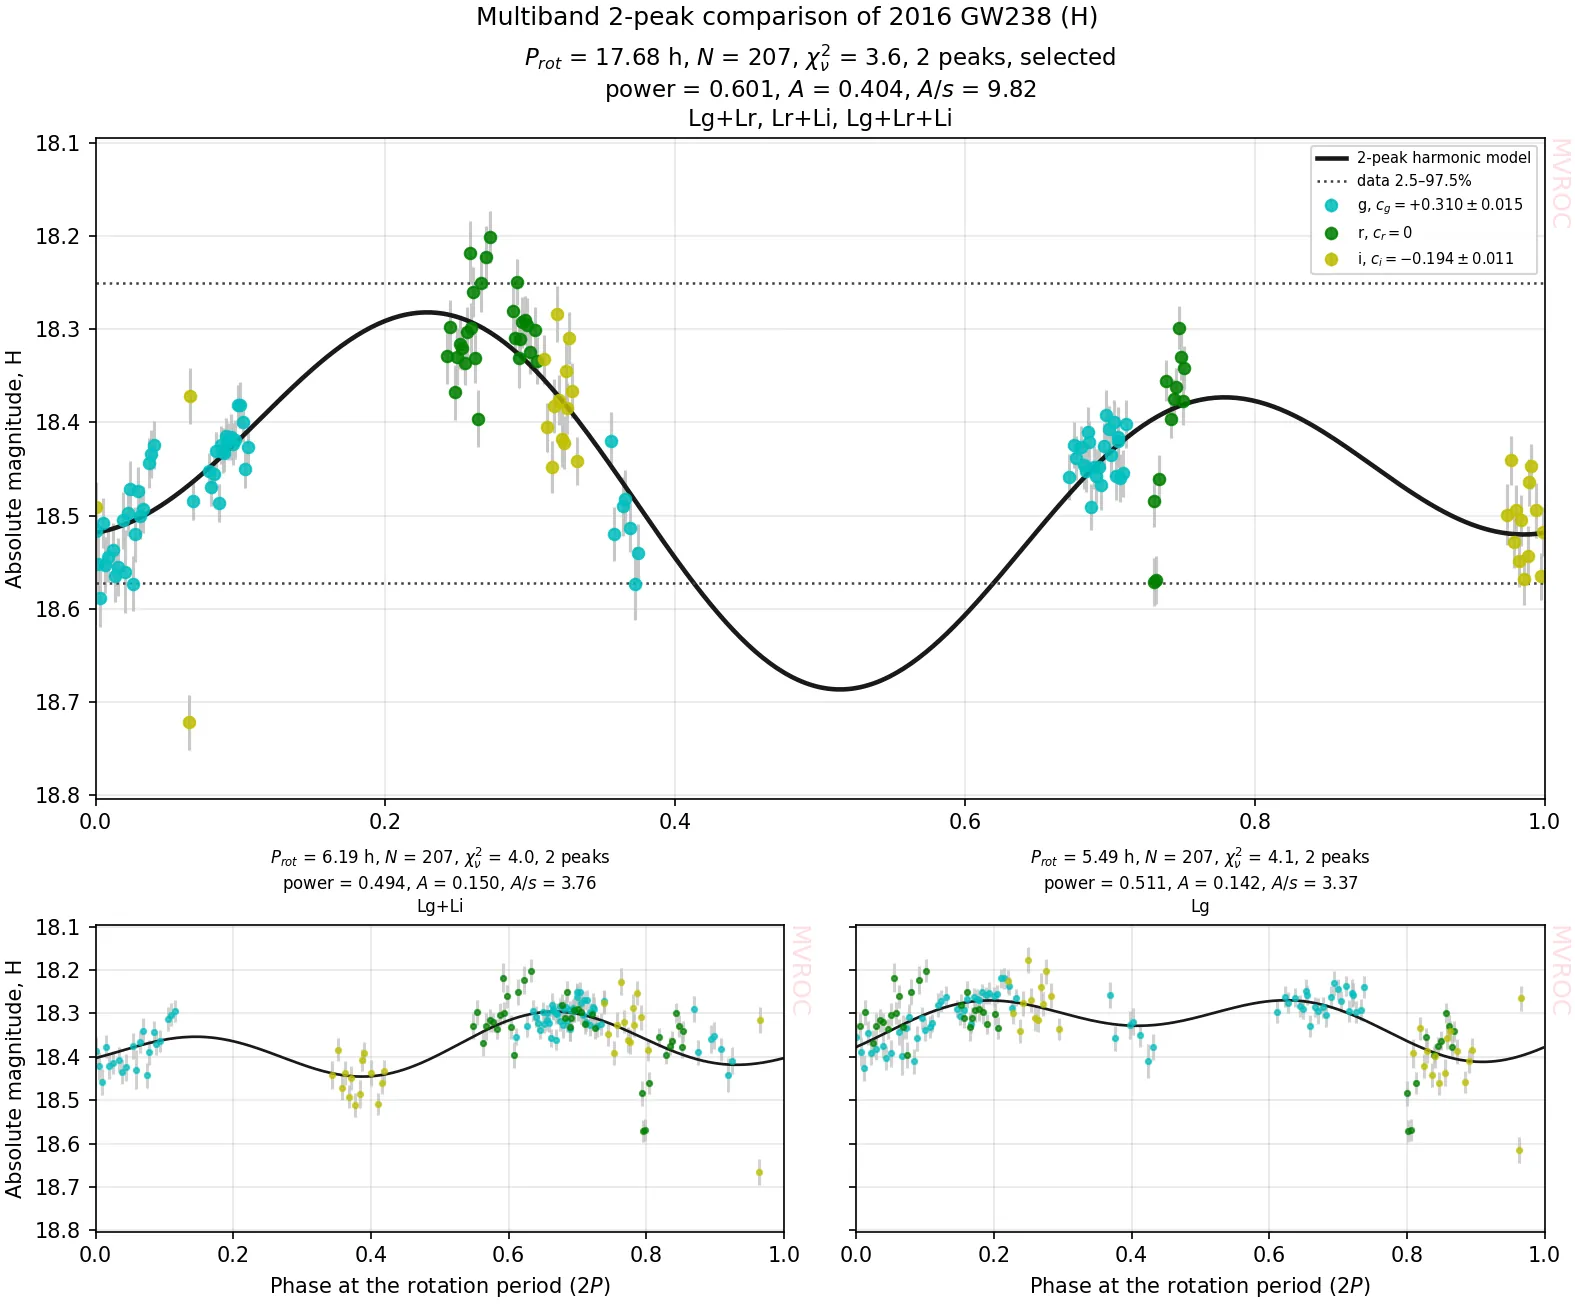 Multiband 2-peak comparison of 2016 GW238 (H)
P_rot = 17.68 h, N = 207, χ²_ν = 3.6, 2 peaks, selected
power = 0.601, A = 0.404, A/s = 9.82
Lg+Lr, Lr+Li, Lg+Lr+Li
2-peak harmonic model
data 2.5–97.5%
g, c_g = +0.310 ± 0.015
r, c_r = 0
i, c_i = −0.194 ± 0.011
MVROC
Absolute magnitude, H
18.1
18.2
18.3
18.4
18.5
18.6
18.7
18.8
0.0 0.2 0.4 0.6 0.8 1.0
P_rot = 6.19 h, N = 207, χ²_ν = 4.0, 2 peaks
power = 0.494, A = 0.150, A/s = 3.76
Lg+Li
MVROC
Absolute magnitude, H
18.1
18.2
18.3
18.4
18.5
18.6
18.7
18.8
0.0 0.2 0.4 0.6 0.8 1.0
Phase at the rotation period (2P)
P_rot = 5.49 h, N = 207, χ²_ν = 4.1, 2 peaks
power = 0.511, A = 0.142, A/s = 3.37
Lg
MVROC
0.0 0.2 0.4 0.6 0.8 1.0
Phase at the rotation period (2P)